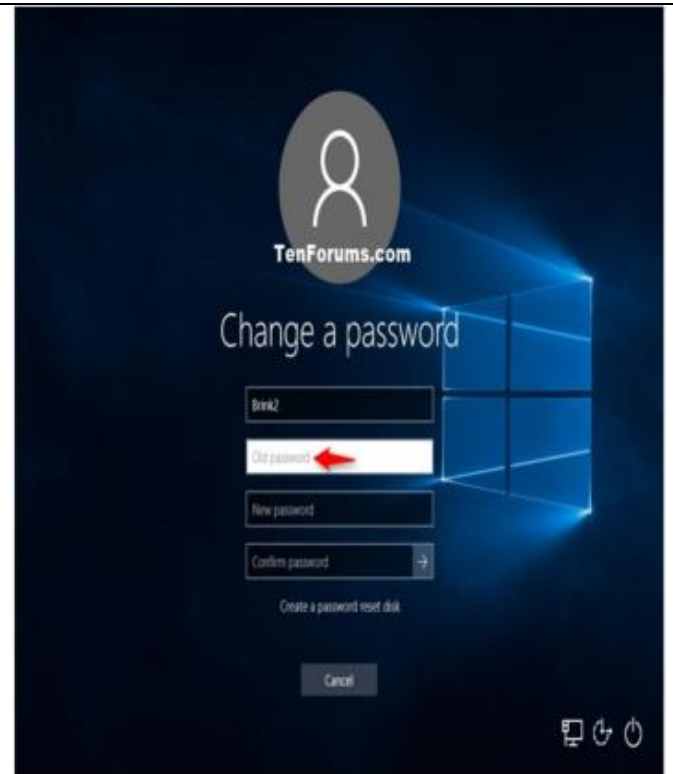 TenForums.com
Change a password
Brink2
Old password
New password
Confirm password
Create a password reset disk
Cancel